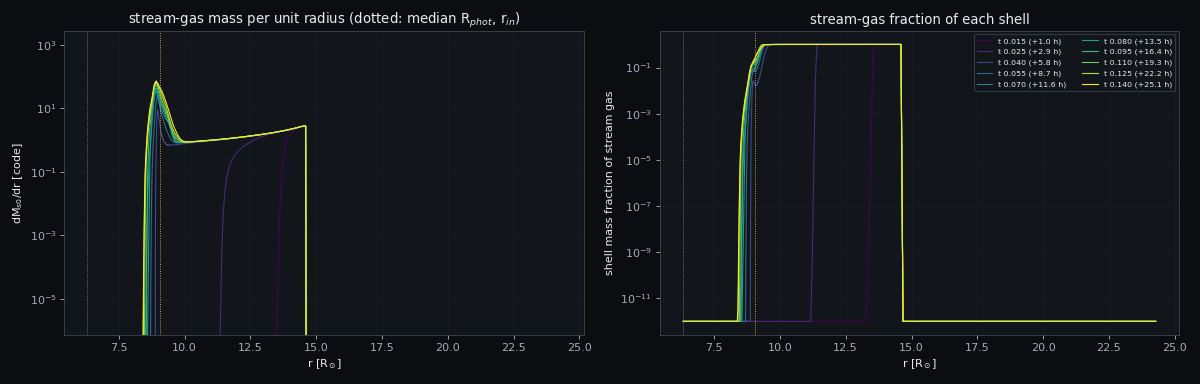 stream-gas mass per unit radius (dotted: median R_phot, r_in)
dM_s0/dr [code]
10³
10¹
10⁻¹
10⁻³
10⁻⁵
7.5 10.0 12.5 15.0 17.5 20.0 22.5 25.0
r [R_⊙]
stream-gas fraction of each shell
shell mass fraction of stream gas
10⁻¹
10⁻³
10⁻⁵
10⁻⁷
10⁻⁹
10⁻¹¹
t 0.015 (+1.0 h)
t 0.025 (+2.9 h)
t 0.040 (+5.8 h)
t 0.055 (+8.7 h)
t 0.070 (+11.6 h)
t 0.080 (+13.5 h)
t 0.095 (+16.4 h)
t 0.110 (+19.3 h)
t 0.125 (+22.2 h)
t 0.140 (+25.1 h)
7.5 10.0 12.5 15.0 17.5 20.0 22.5 25.0
r [R_⊙]